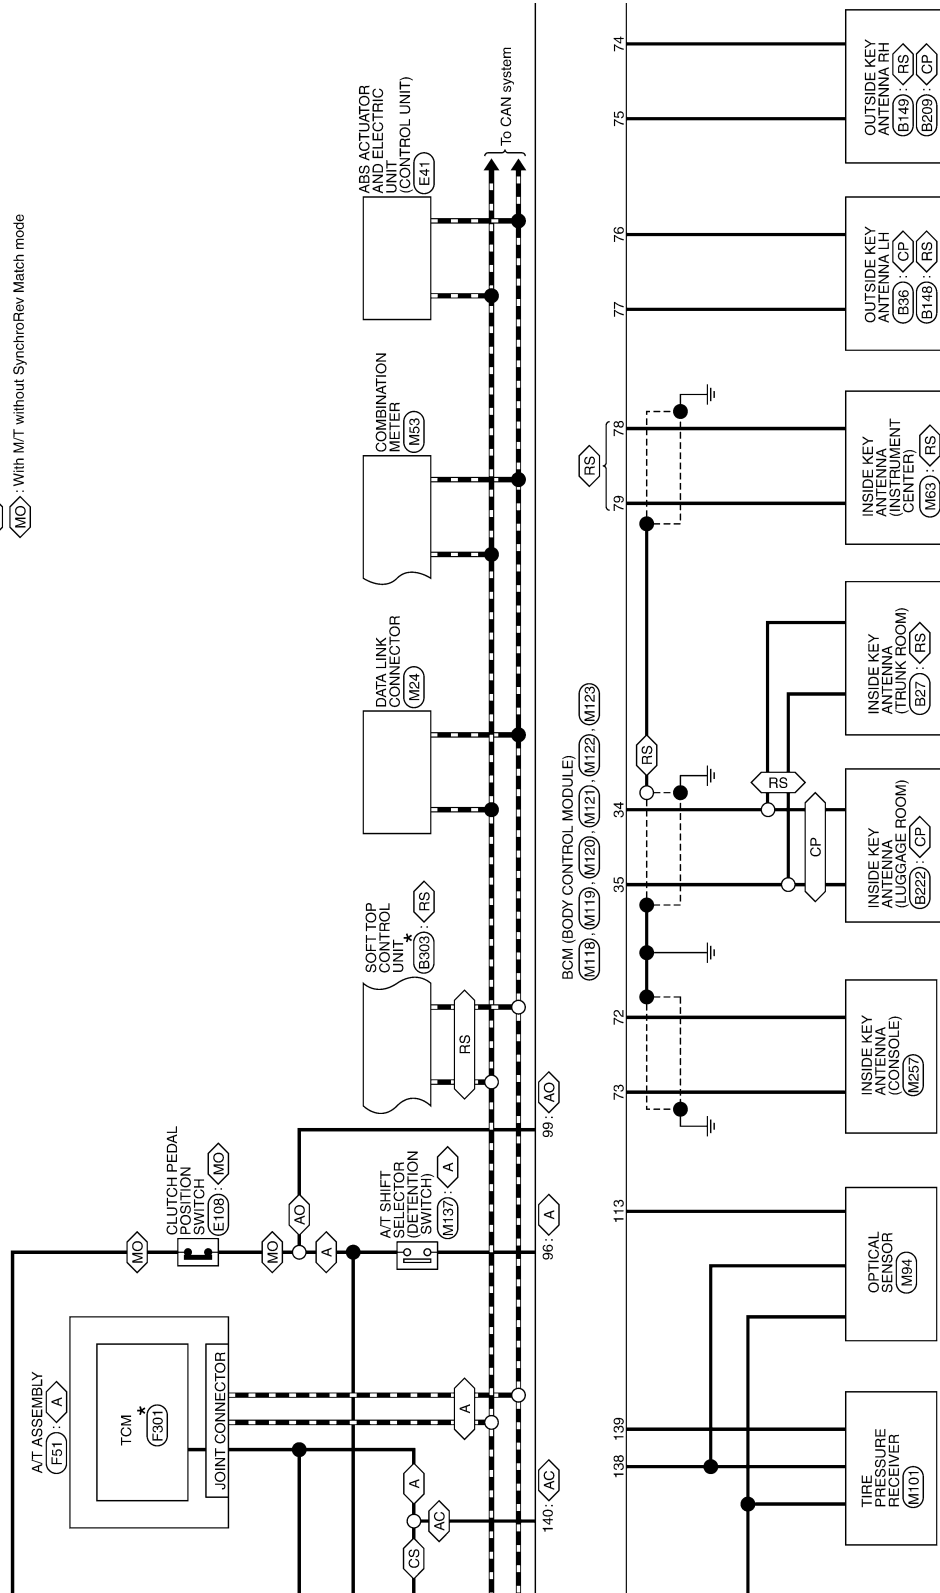 MO : With M/T without SynchroRev Match mode
A/T ASSEMBLY
F51 : A
TCM
*
F301
JOINT CONNECTOR
A
A
CS
AC
140: AC
MO
CLUTCH PEDAL
POSITION
SWITCH
E108 : MO
MO
AO
A
A/T SHIFT
SELECTOR
(DETENTION
SWITCH)
M137 : A
96: A
99: AO
SOFT TOP
CONTROL
UNIT *
B303 : RS
RS
DATA LINK
CONNECTOR
M24
COMBINATION
METER
M53
ABS ACTUATOR
AND ELECTRIC
UNIT
(CONTROL UNIT)
E41
To CAN system
BCM (BODY CONTROL MODULE)
M118 , M119 , M120 , M121 , M122 , M123
138
139
113
73
72
35
34
79
78
77
76
75
74
RS
RS
RS
CP
TIRE
PRESSURE
RECEIVER
M101
OPTICAL
SENSOR
M94
INSIDE KEY
ANTENNA
(CONSOLE)
M257
INSIDE KEY
ANTENNA
(LUGGAGE ROOM)
B222 : CP
INSIDE KEY
ANTENNA
(TRUNK ROOM)
B27 : RS
INSIDE KEY
ANTENNA
(INSTRUMENT
CENTER)
M63 : RS
OUTSIDE KEY
ANTENNA LH
B36 : CP
B148 : RS
OUTSIDE KEY
ANTENNA RH
B149 : RS
B209 : CP